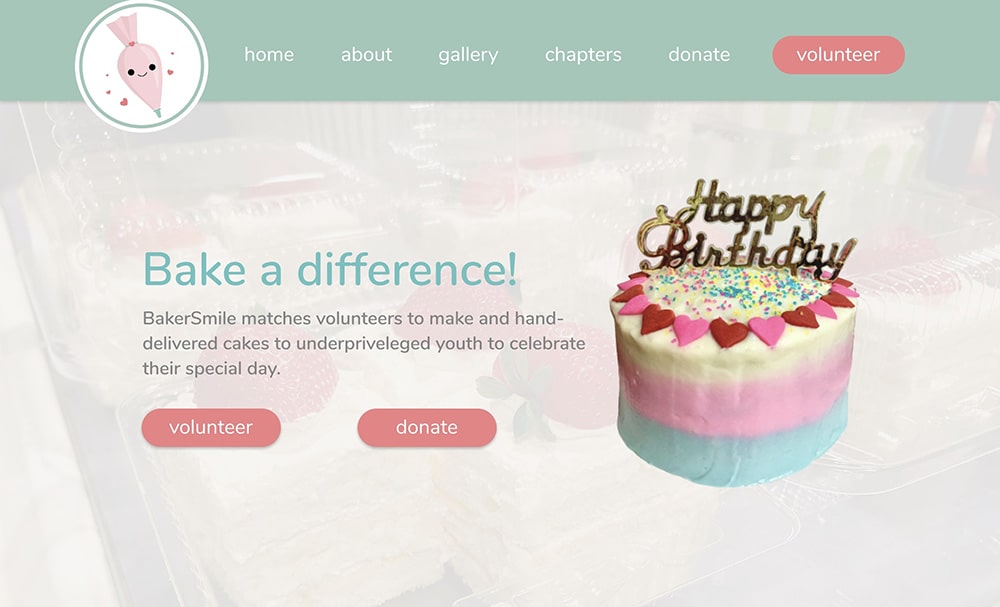 home about gallery chapters donate volunteer
Happy
Birthday
Bake a difference!
BakerSmile matches volunteers to make and hand-
delivered cakes to underpriveleged youth to celebrate
their special day.
volunteer donate